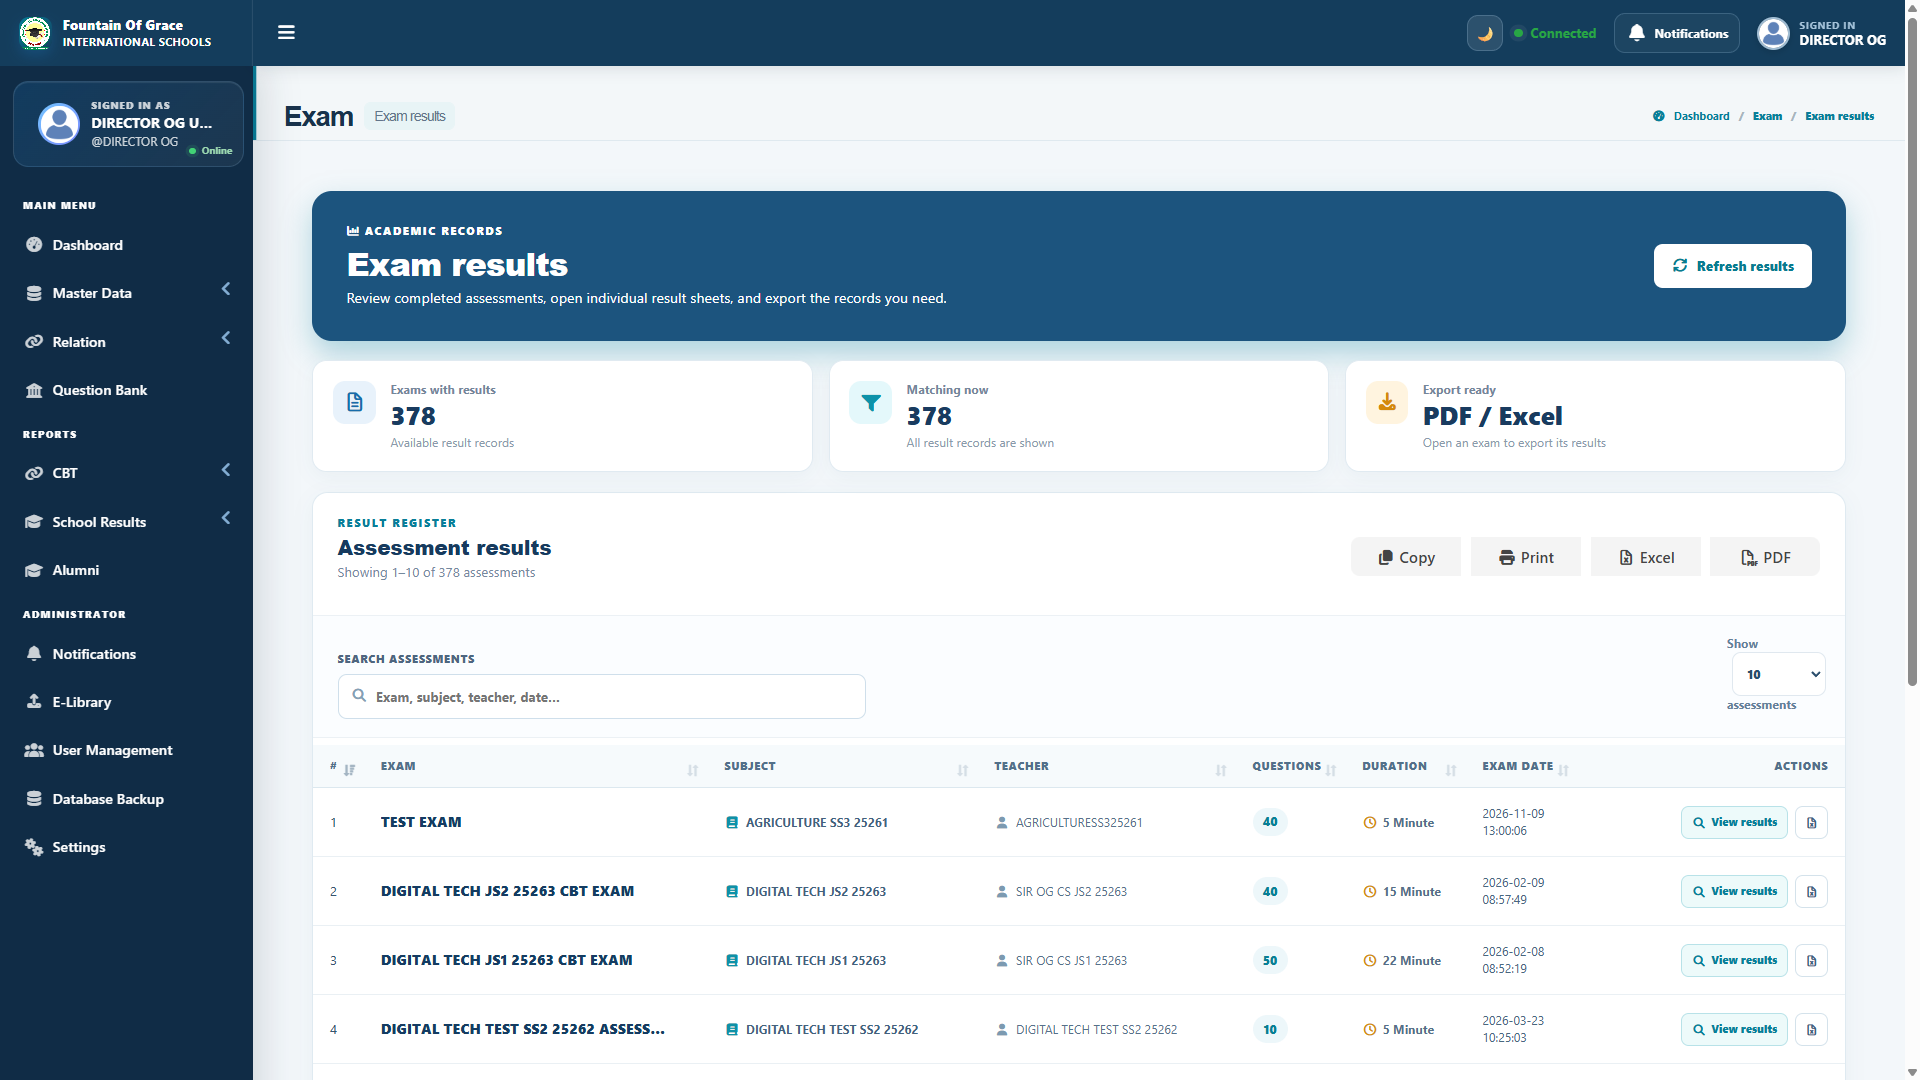 Fountain Of Grace
INTERNATIONAL SCHOOLS
Connected
Notifications
SIGNED IN
DIRECTOR OG
SIGNED IN AS
DIRECTOR OG U...
@DIRECTOR OG
Online
MAIN MENU
Dashboard
Master Data
Relation
Question Bank
REPORTS
CBT
School Results
Alumni
ADMINISTRATOR
Notifications
E-Library
User Management
Database Backup
Settings
Exam Exam results
Dashboard / Exam / Exam results
ACADEMIC RECORDS
Exam results
Review completed assessments, open individual result sheets, and export the records you need.
Refresh results
Exams with results
378
Available result records
Matching now
378
All result records are shown
Export ready
PDF / Excel
Open an exam to export its results
RESULT REGISTER
Assessment results
Showing 1–10 of 378 assessments
Copy Print Excel PDF
SEARCH ASSESSMENTS
Exam, subject, teacher, date...
Show
10
assessments
# EXAM SUBJECT TEACHER QUESTIONS DURATION EXAM DATE ACTIONS
1 TEST EXAM AGRICULTURE SS3 25261 AGRICULTURESS325261 40 5 Minute 2026-11-09 13:00:06 View results
2 DIGITAL TECH JS2 25263 CBT EXAM DIGITAL TECH JS2 25263 SIR OG CS JS2 25263 40 15 Minute 2026-02-09 08:57:49 View results
3 DIGITAL TECH JS1 25263 CBT EXAM DIGITAL TECH JS1 25263 SIR OG CS JS1 25263 50 22 Minute 2026-02-08 08:52:19 View results
4 DIGITAL TECH TEST SS2 25262 ASSESS... DIGITAL TECH TEST SS2 25262 DIGITAL TECH TEST SS2 25262 10 5 Minute 2026-03-23 10:25:03 View results